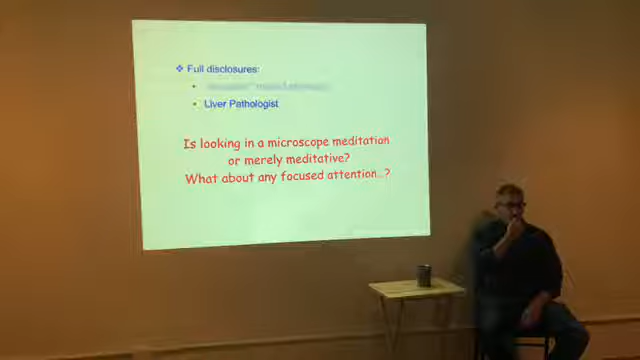 ❖ Full disclosures:
• Liver Pathologist
Is looking in a microscope meditation
or merely meditative?
What about any focused attention…?